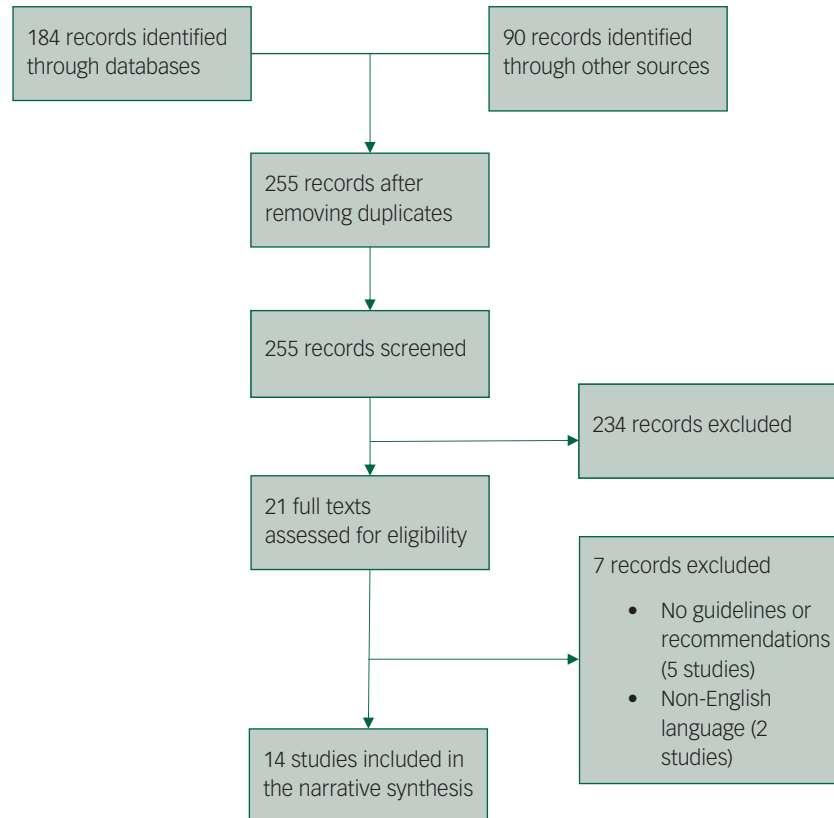 184 records identified
through databases
90 records identified
through other sources
255 records after
removing duplicates
255 records screened
234 records excluded
21 full texts
assessed for eligibility
7 records excluded
• No guidelines or
recommendations
(5 studies)
• Non-English
language (2
studies)
14 studies included in
the narrative synthesis